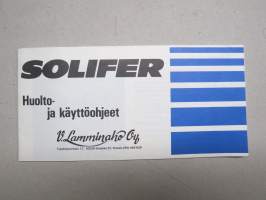 SOLIFER
Huolto-
ja käyttöohjeet
V. Lamminaho Oy